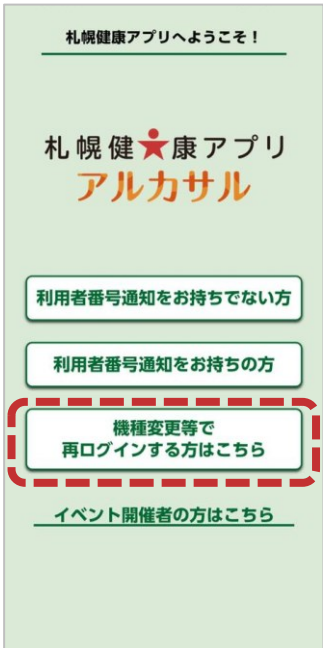 札幌健康アプリへようこそ！
札幌健康アプリ
アルカサル
利用者番号通知をお持ちでない方
利用者番号通知をお持ちの方
機種変更等で
再ログインする方はこちら
イベント開催者の方はこちら